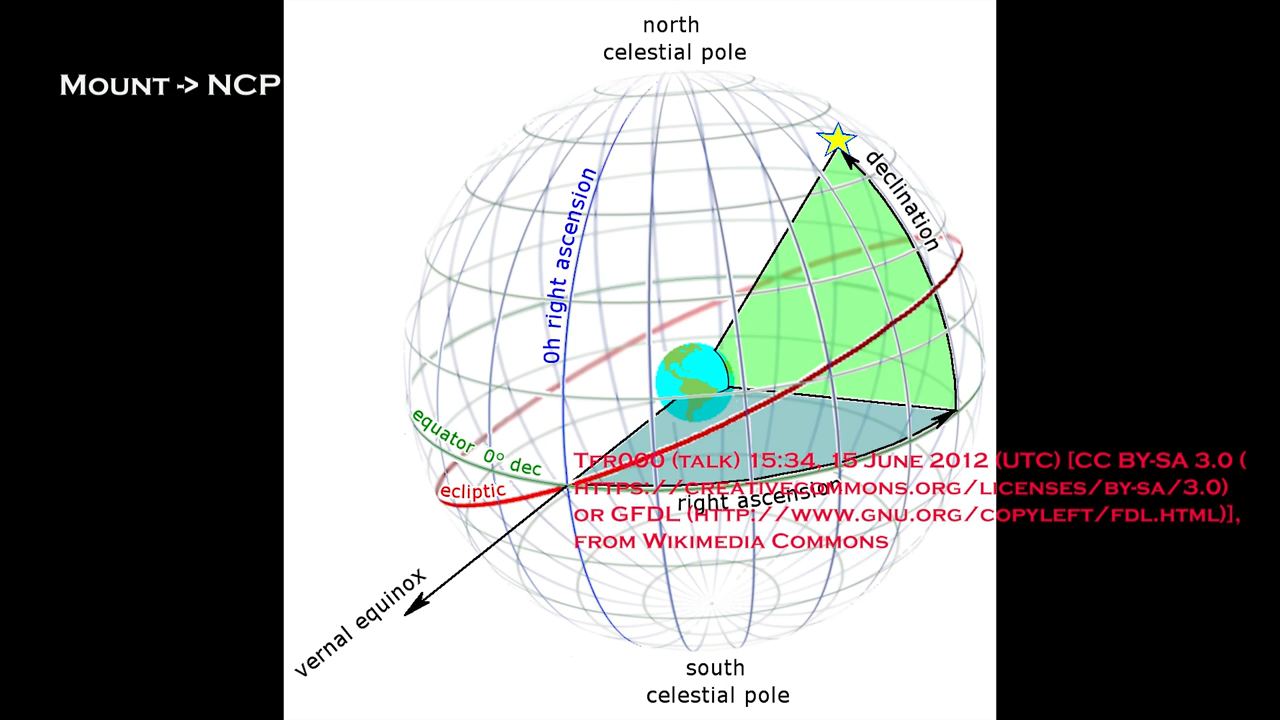 north
celestial pole
Mount -> NCP
declination
0h right ascension
equator 0° dec
ecliptic
Tfr000 (talk) 15:34, 15 June 2012 (UTC) [CC BY-SA 3.0 (
https://creativecommons.org/licenses/by-sa/3.0)
right ascension
or GFDL (http://www.gnu.org/copyleft/fdl.html)],
from Wikimedia Commons
vernal equinox
south
celestial pole